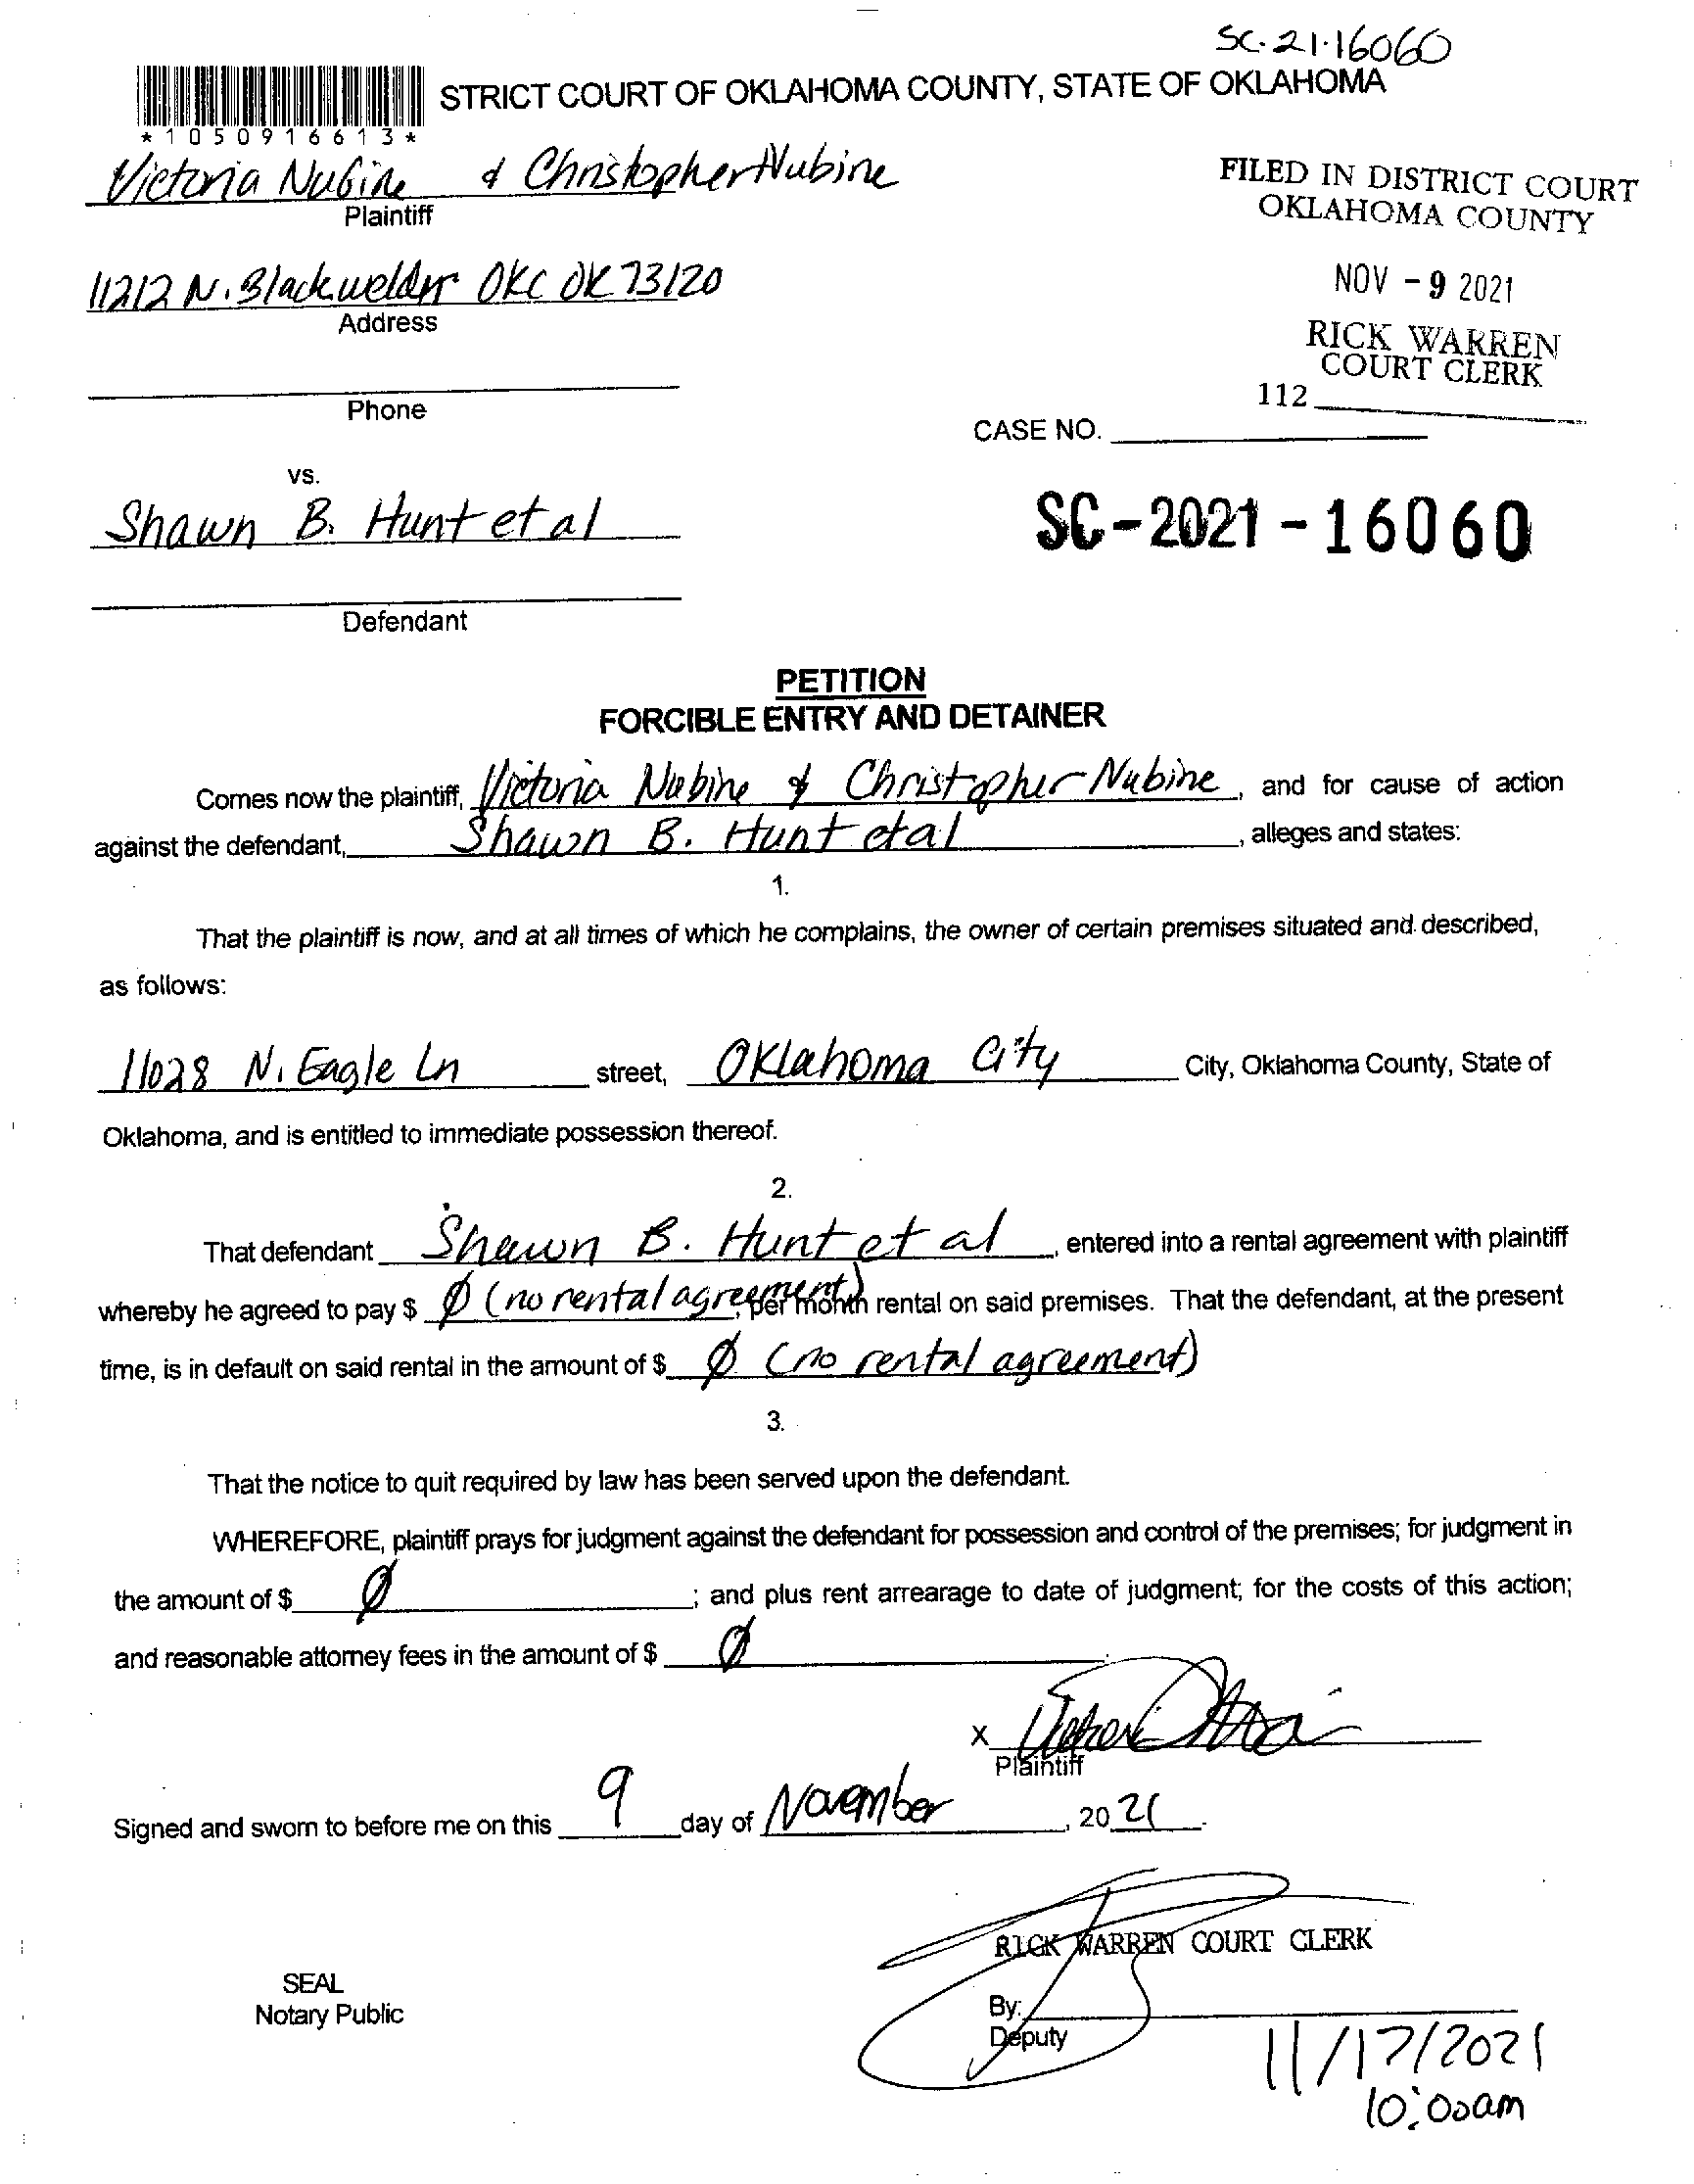 SC-21-16060
STRICT COURT OF OKLAHOMA COUNTY, STATE OF OKLAHOMA
*1050916613*
Victoria Nubine & Christopher Nubine
Plaintiff
FILED IN DISTRICT COURT
OKLAHOMA COUNTY
11212 N. Blackwelder OKC OK 73120
Address
NOV - 9 2021
RICK WARREN
COURT CLERK
112
Phone
CASE NO.
vs.
Shawn B. Hunt et al
SC-2021-16060
Defendant
PETITION
FORCIBLE ENTRY AND DETAINER
Comes now the plaintiff, Victoria Nubine & Christopher Nubine, and for cause of action
against the defendant, Shawn B. Hunt et al, alleges and states:
1.
That the plaintiff is now, and at all times of which he complains, the owner of certain premises situated and described,
as follows:
11028 N. Eagle Ln street, Oklahoma City City, Oklahoma County, State of
Oklahoma, and is entitled to immediate possession thereof.
2.
That defendant Shawn B. Hunt et al, entered into a rental agreement with plaintiff
whereby he agreed to pay $ Ø (no rental agreement), per month rental on said premises. That the defendant, at the present
time, is in default on said rental in the amount of $ Ø (no rental agreement)
3.
That the notice to quit required by law has been served upon the defendant.
WHEREFORE, plaintiff prays for judgment against the defendant for possession and control of the premises; for judgment in
the amount of $ Ø ; and plus rent arrearage to date of judgment; for the costs of this action;
and reasonable attorney fees in the amount of $ Ø.
X
Plaintiff
Signed and sworn to before me on this 9 day of November, 2021.
RICK WARREN COURT CLERK
SEAL
Notary Public
By:
Deputy
11/17/2021
10:00am